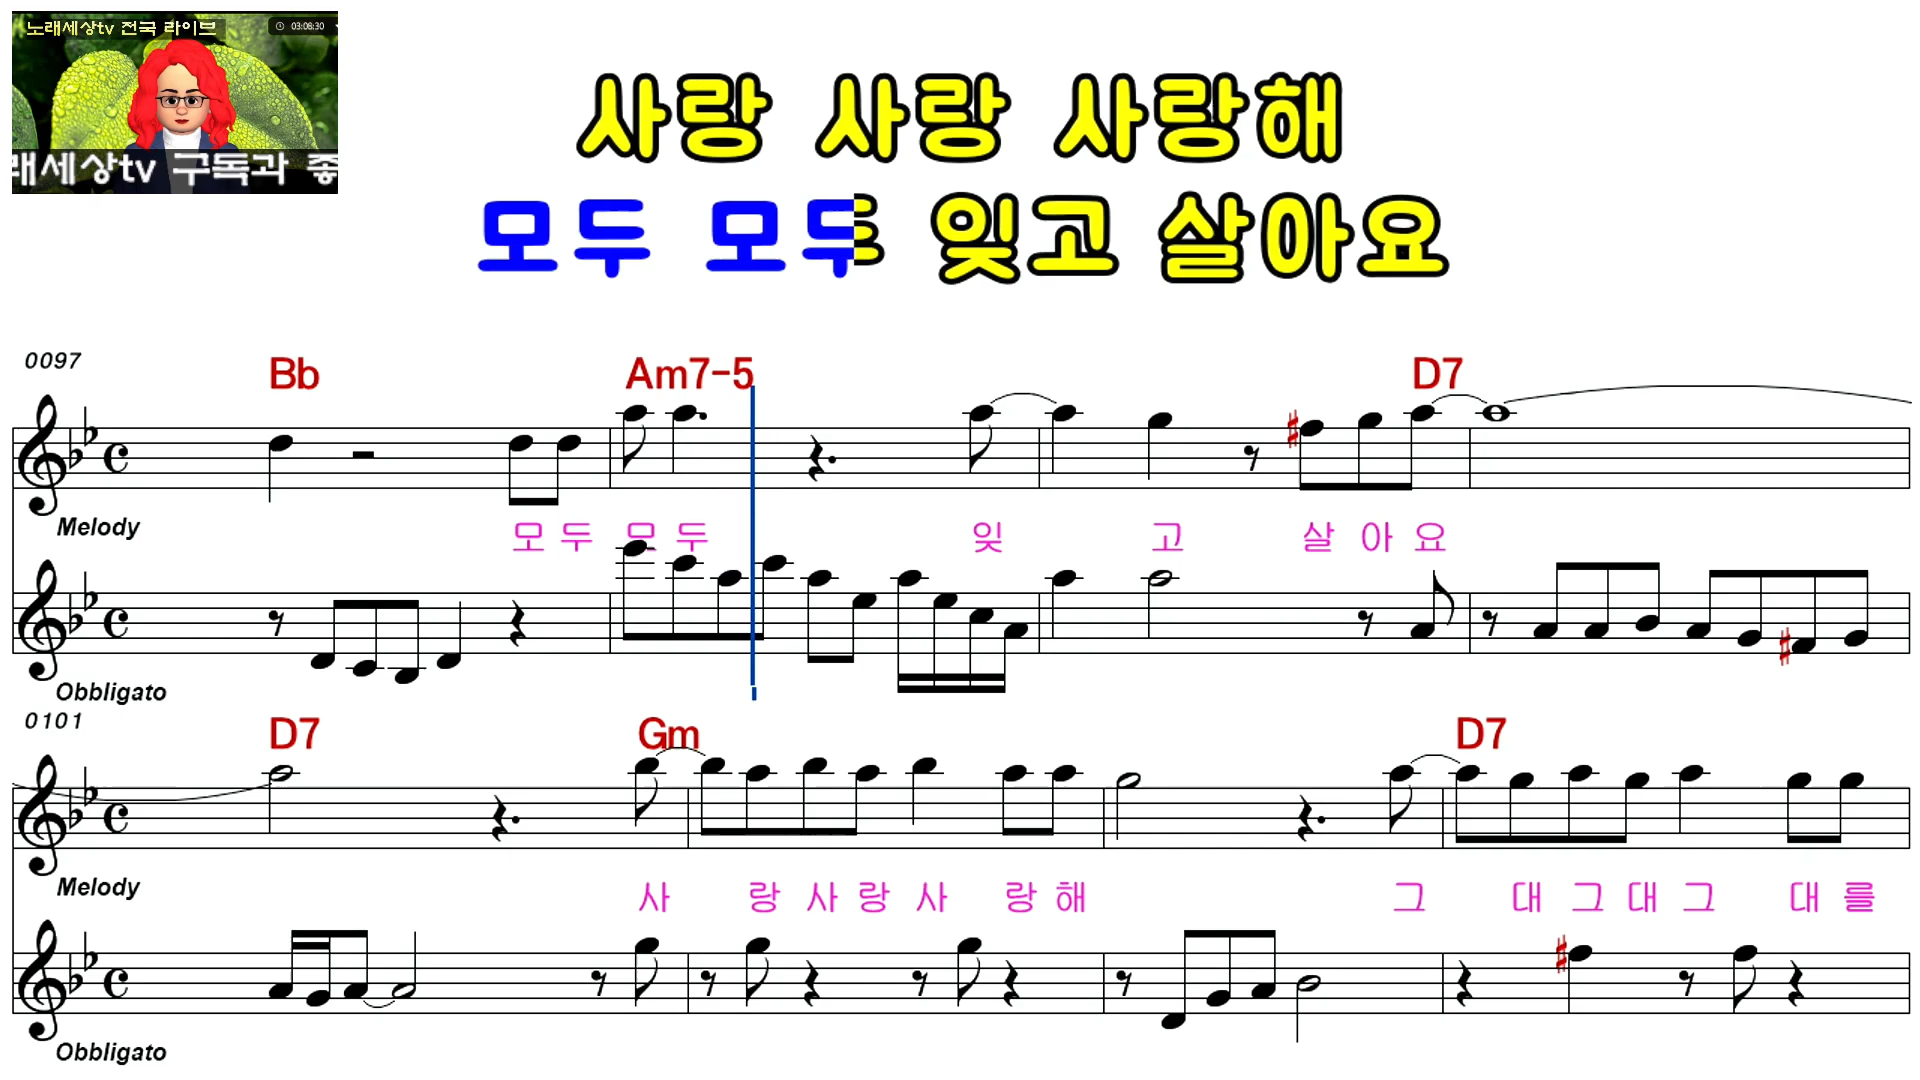 노래세상tv 전국 라이브
03:08:30
래세상tv 구독과 좋
사랑 사랑 사랑해
모두 모두 잊고 살아요
0097
Bb Am7-5 D7
Melody
모 두 모 두 잊 고 살 아 요
Obbligato
0101
D7 Gm D7
Melody
사 랑 사 랑 사 랑 해 그 대 그 대 그 대 를
Obbligato